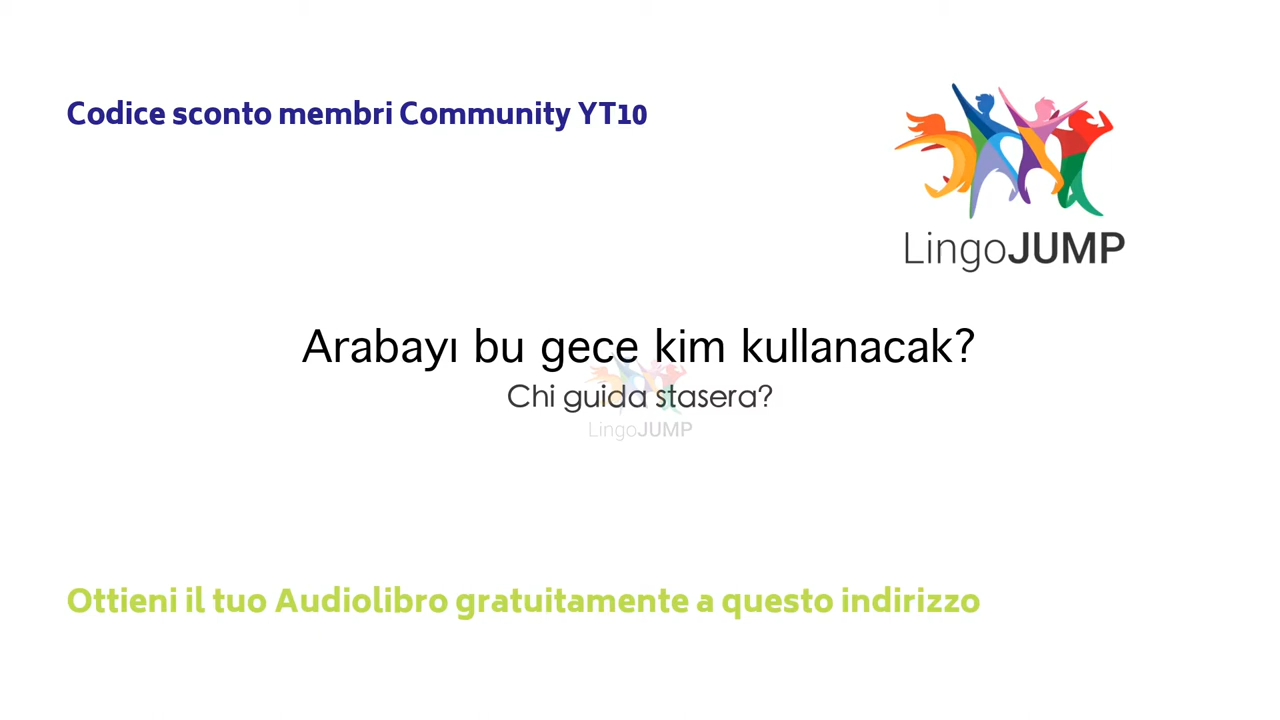 Codice sconto membri Community YT10
LingoJUMP
Arabayı bu gece kim kullanacak?
Chi guida stasera?
LingoJUMP
Ottieni il tuo Audiolibro gratuitamente a questo indirizzo